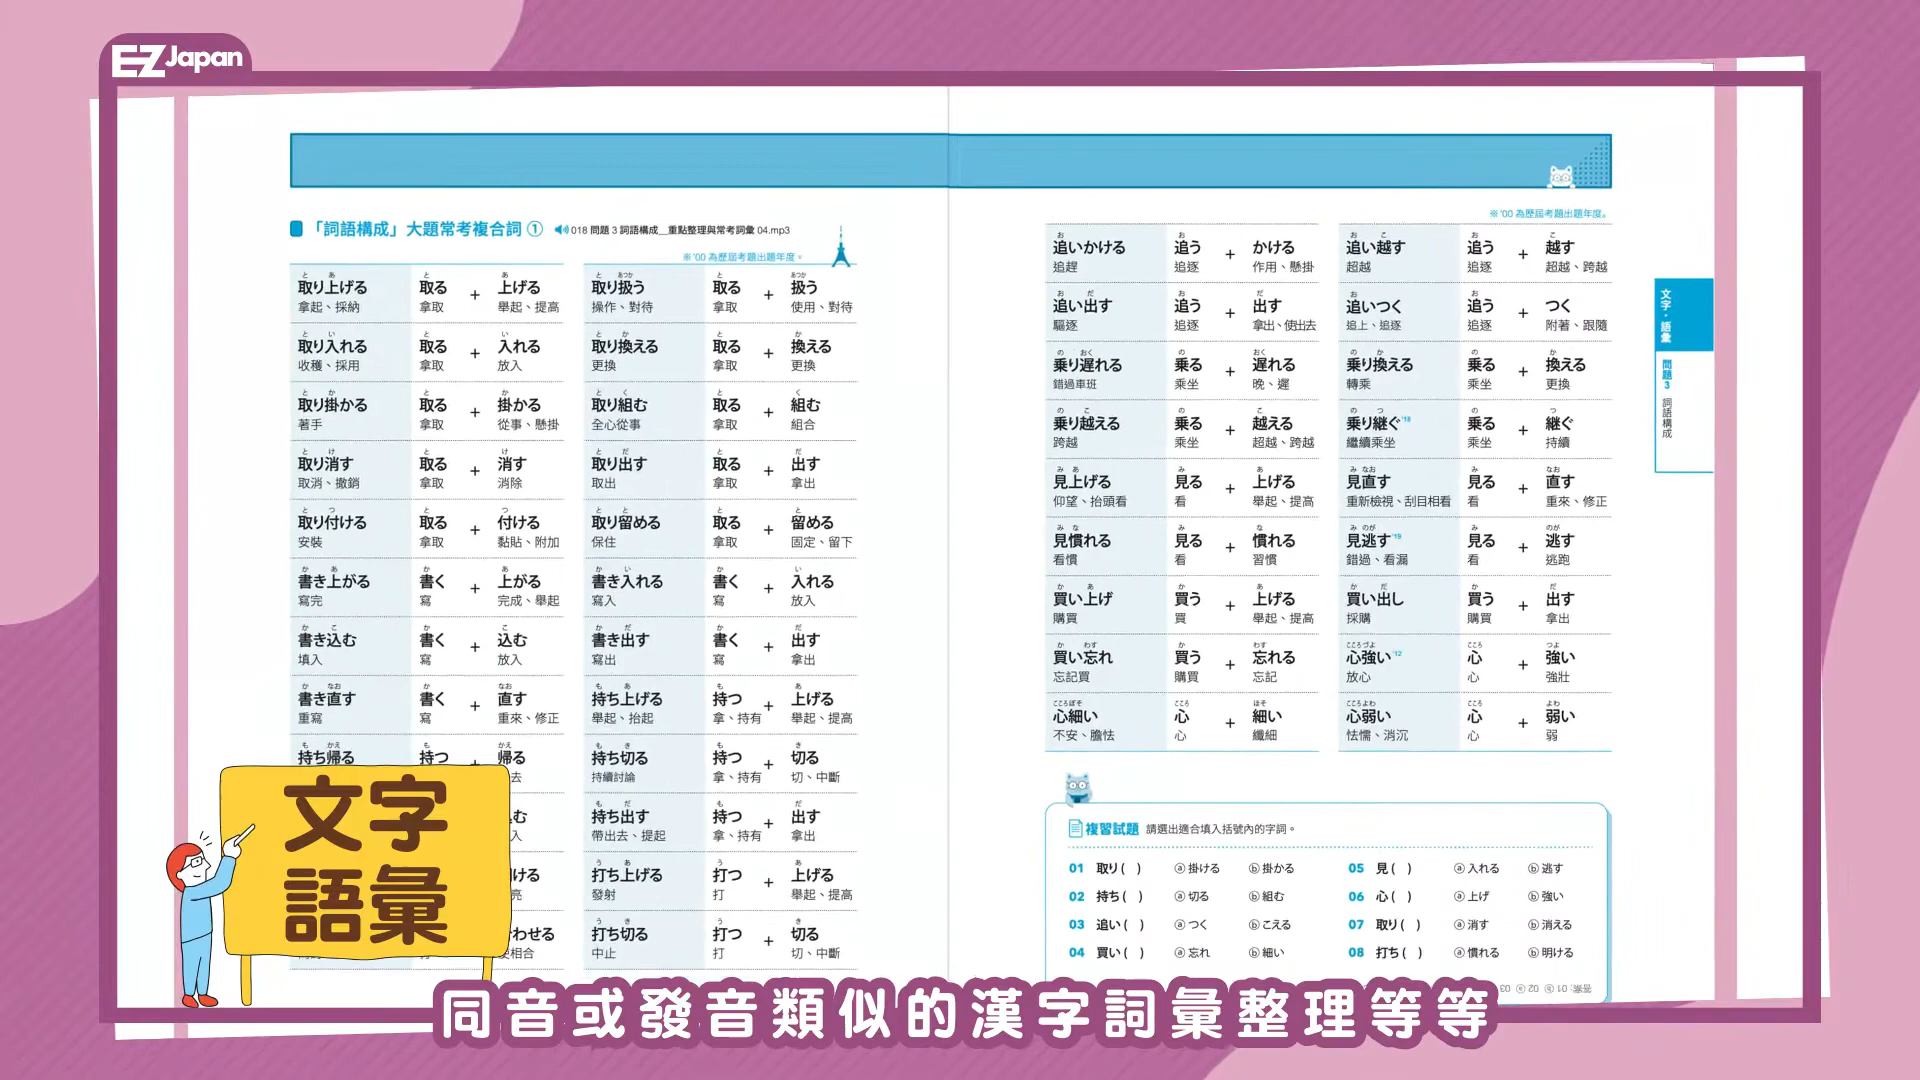 EZ Japan
「詞語構成」大題常考複合詞 ①
018 問題 3 詞語構成__重點整理與常考詞彙 04.mp3
※ '00 為歷屆考題出題年度。
取り上げる 取る + 上げる
拿起、採納 拿取 舉起、提高
取り入れる 取る + 入れる
收穫、採用 拿取 放入
取り掛かる 取る + 掛かる
著手 拿取 從事、懸掛
取り消す 取る + 消す
取消、撤銷 拿取 消除
取り付ける 取る + 付ける
安裝 拿取 黏貼、附加
書き上がる 書く + 上がる
寫完 寫 完成、舉起
書き込む 書く + 込む
填入 寫 放入
書き直す 書く + 直す
重寫 寫 重來、修正
持ち帰る 持つ + 帰る
取り扱う 取る + 扱う
操作、對待 拿取 使用、對待
取り換える 取る + 換える
更換 拿取 更換
取り組む 取る + 組む
全心從事 拿取 組合
取り出す 取る + 出す
取出 拿取 拿出
取り留める 取る + 留める
保住 拿取 固定、留下
書き入れる 書く + 入れる
寫入 寫 放入
書き出す 書く + 出す
寫出 寫 拿出
持ち上げる 持つ + 上げる
舉起、抬起 拿、持有 舉起、提高
持ち切る 持つ + 切る
持續討論 拿、持有 切、中斷
持ち出す 持つ + 出す
帶出去、提起 拿、持有 拿出
打ち上げる 打つ + 上げる
發射 打 舉起、提高
打ち切る 打つ + 切る
中止 打 切、中斷
※ '00 為歷屆考題出題年度。
追いかける 追う + かける
追趕 追逐 作用、懸掛
追い出す 追う + 出す
驅逐 追逐 拿出、使出去
乗り遅れる 乗る + 遅れる
錯過車班 乘坐 晚、遲
乗り越える 乗る + 越える
跨越 乘坐 超越、跨越
見上げる 見る + 上げる
仰望、抬頭看 看 舉起、提高
見慣れる 見る + 慣れる
看慣 看 習慣
買い上げ 買う + 上げる
購買 買 舉起、提高
買い忘れ 買う + 忘れる
忘記買 購買 忘記
心細い 心 + 細い
不安、膽怯 心 纖細
追い越す 追う + 越す
超越 追逐 超越、跨越
追いつく 追う + つく
追上、追逐 追逐 附著、跟隨
乗り換える 乗る + 換える
轉乘 乘坐 更換
乗り継ぐ'18 乗る + 継ぐ
繼續乘坐 乘坐 持續
見直す 見る + 直す
重新檢視、刮目相看 看 重來、修正
見逃す'19 見る + 逃す
錯過、看漏 看 逃跑
買い出し 買う + 出す
採購 購買 拿出
心強い'12 心 + 強い
放心 心 強壯
心弱い 心 + 弱い
怯懦、消沉 心 弱
文字・語彙
問題 3 詞語構成
複習試題 請選出適合填入括號內的字詞。
01 取り( ) ⓐ 掛ける ⓑ 掛かる
02 持ち( ) ⓐ 切る ⓑ 組む
03 追い( ) ⓐ つく ⓑ こえる
04 買い( ) ⓐ 忘れ ⓑ 細い
05 見( ) ⓐ 入れる ⓑ 逃す
06 心( ) ⓐ 上げ ⓑ 強い
07 取り( ) ⓐ 消す ⓑ 消える
08 打ち( ) ⓐ 慣れる ⓑ 明ける
文字
語彙
同音或發音類似的漢字詞彙整理等等